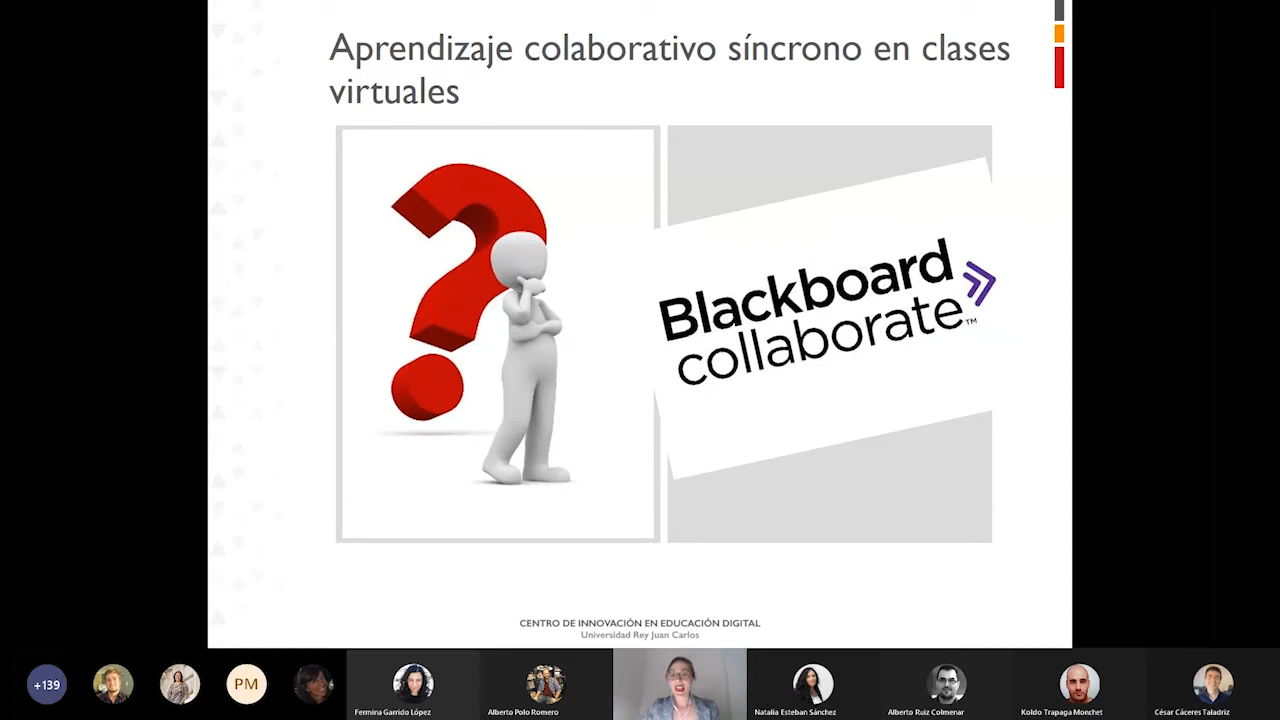 Aprendizaje colaborativo síncrono en clases
virtuales
Blackboard
collaborate™
CENTRO DE INNOVACIÓN EN EDUCACIÓN DIGITAL
Universidad Rey Juan Carlos
+139
PM
Fermina Garrido López
Alberto Polo Romero
Natalia Esteban Sánchez
Alberto Ruiz Colmenar
Koldo Trapaga Monchet
César Cáceres Taladriz